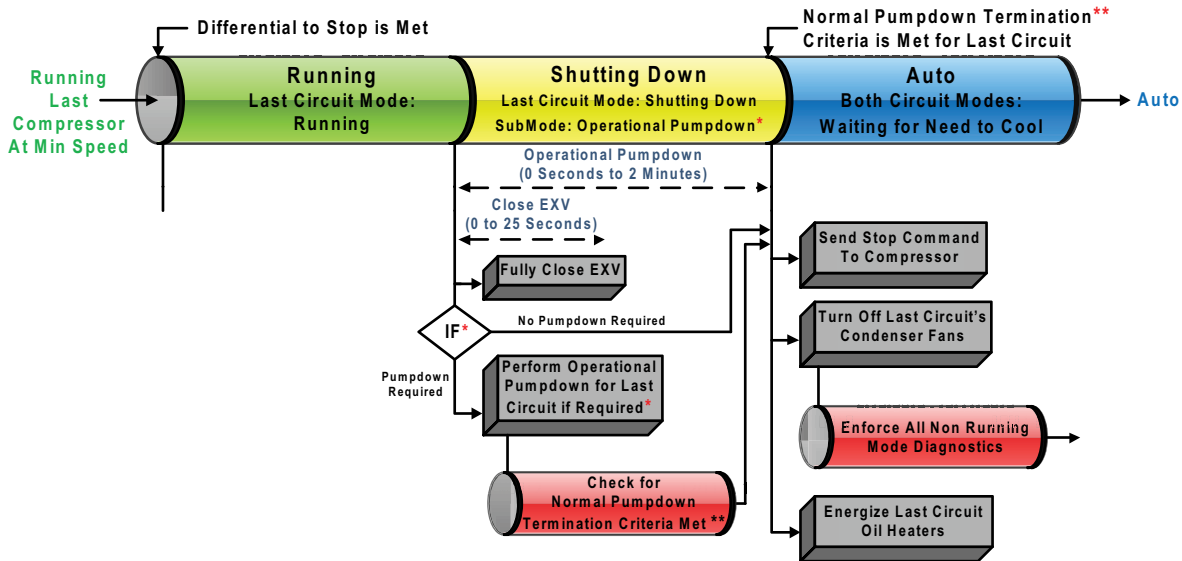 Differential to Stop is Met
Normal Pumpdown Termination**
Criteria is Met for Last Circuit
Running
Last
Compressor
At Min Speed
Running
Last Circuit Mode:
Running
Shutting Down
Last Circuit Mode: Shutting Down
SubMode: Operational Pumpdown*
Auto
Both Circuit Modes:
Waiting for Need to Cool
Auto
Operational Pumpdown
(0 Seconds to 2 Minutes)
Close EXV
(0 to 25 Seconds)
Fully Close EXV
IF*
No Pumpdown Required
Pumpdown
Required
Perform Operational
Pumpdown for Last
Circuit if Required*
Check for
Normal Pumpdown
Termination Criteria Met **
Send Stop Command
To Compressor
Turn Off Last Circuit's
Condenser Fans
Enforce All Non Running
Mode Diagnostics
Energize Last Circuit
Oil Heaters